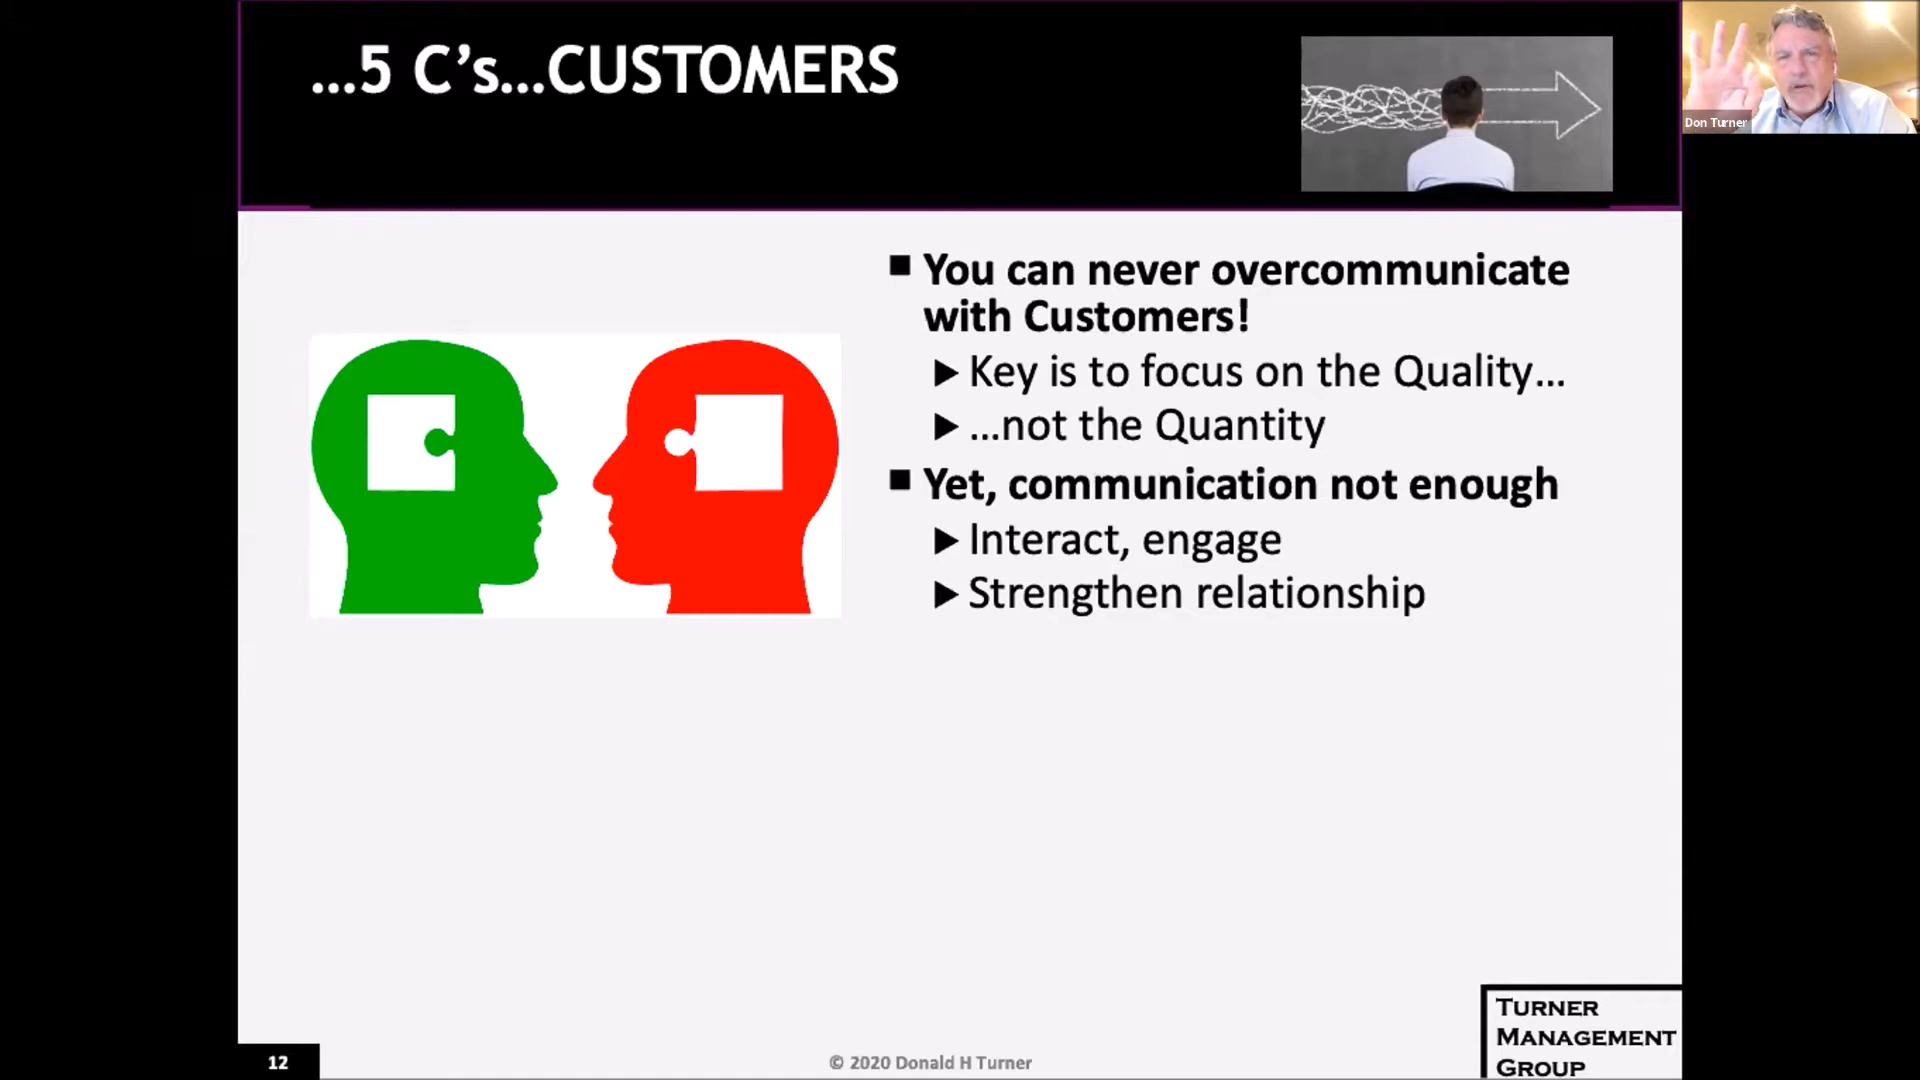 ...5 C’s...CUSTOMERS
Don Turner
■ You can never overcommunicate
with Customers!
▶ Key is to focus on the Quality...
▶ ...not the Quantity
■ Yet, communication not enough
▶ Interact, engage
▶ Strengthen relationship
12
© 2020 Donald H Turner
TURNER
MANAGEMENT
GROUP